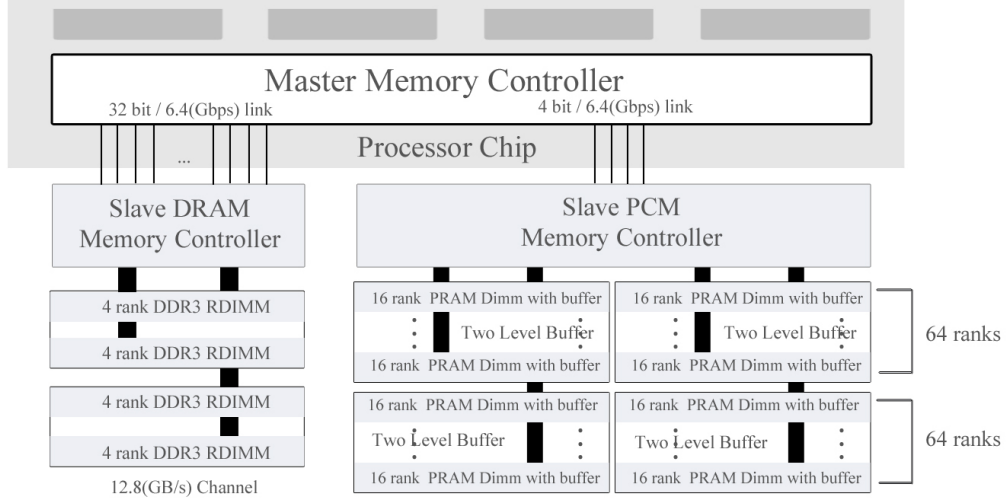 Master Memory Controller
32 bit / 6.4(Gbps) link
4 bit / 6.4(Gbps) link
...
Processor Chip
Slave DRAM
Memory Controller
Slave PCM
Memory Controller
4 rank DDR3 RDIMM
4 rank DDR3 RDIMM
4 rank DDR3 RDIMM
4 rank DDR3 RDIMM
12.8(GB/s) Channel
16 rank PRAM Dimm with buffer
Two Level Buffer
16 rank PRAM Dimm with buffer
16 rank PRAM Dimm with buffer
Two Level Buffer
16 rank PRAM Dimm with buffer
64 ranks
16 rank PRAM Dimm with buffer
Two Level Buffer
16 rank PRAM Dimm with buffer
16 rank PRAM Dimm with buffer
Two Level Buffer
16 rank PRAM Dimm with buffer
64 ranks